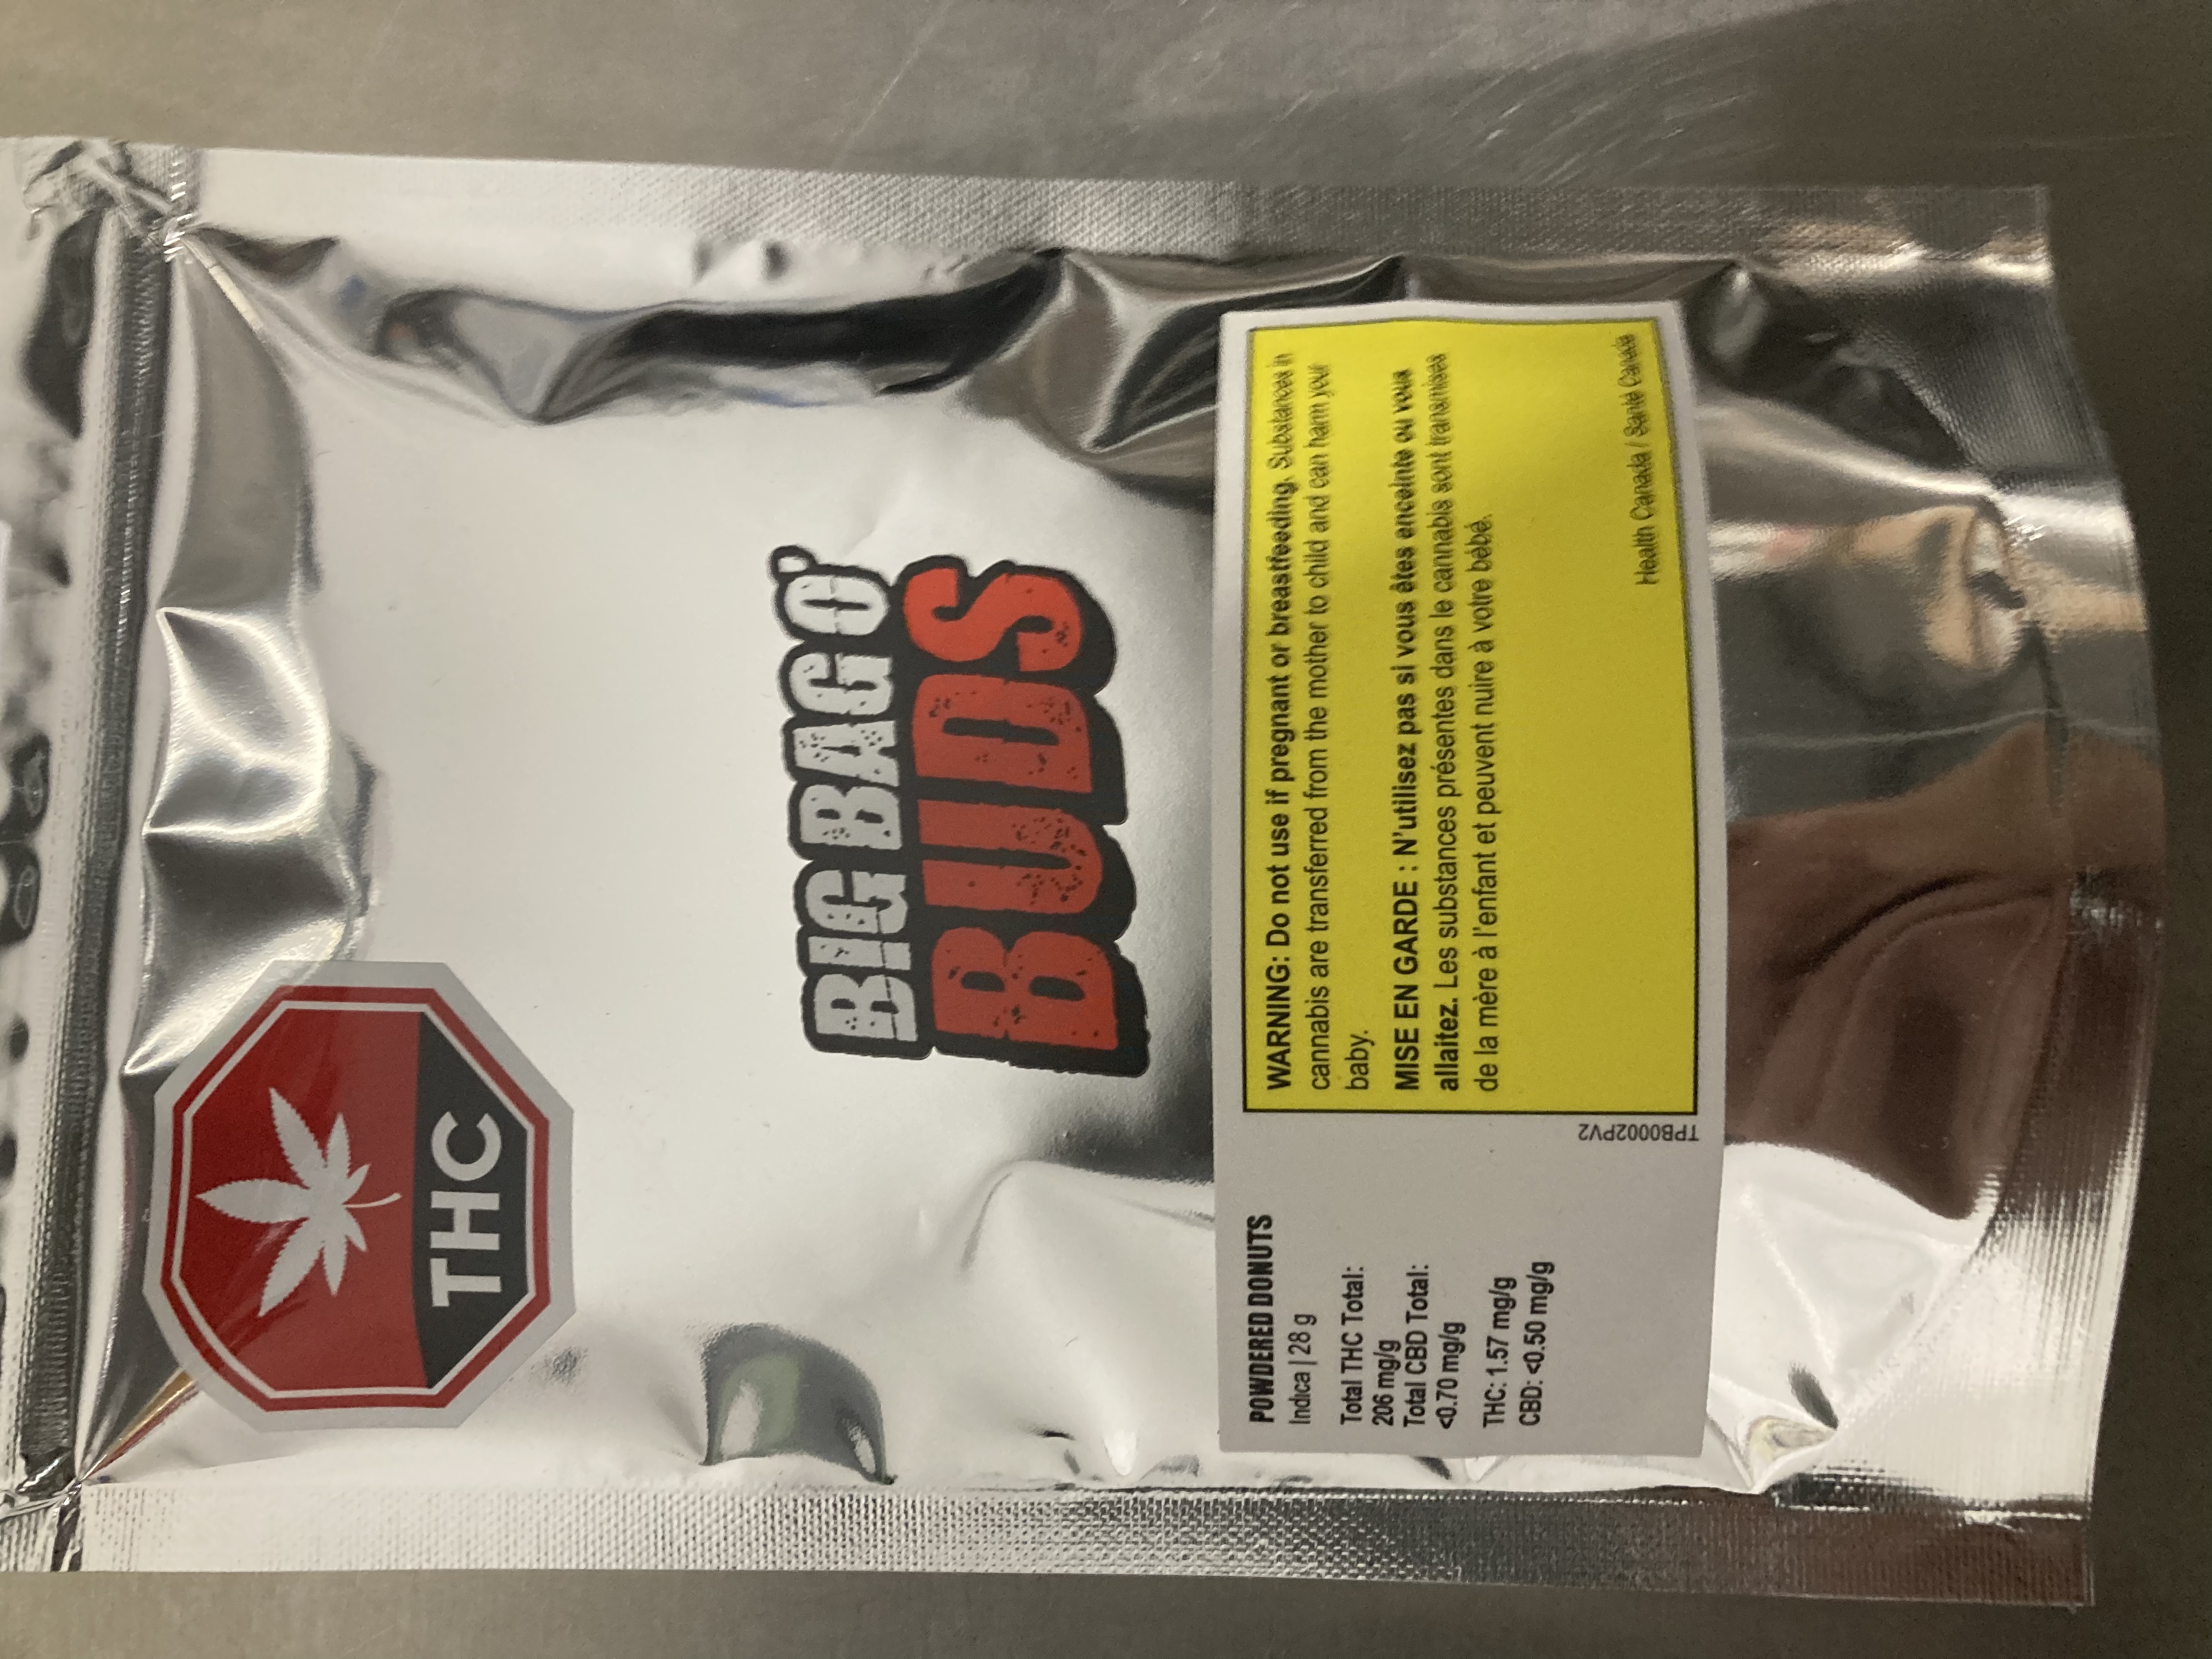 THC
BIG BAG O'
BUDS
POWDERED DONUTS
Indica | 28 g
Total THC Total:
206 mg/g
Total CBD Total:
<0.70 mg/g
THC: 1.57 mg/g
CBD: <0.50 mg/g
TPB0002PV2
WARNING: Do not use if pregnant or breastfeeding. Substances in
cannabis are transferred from the mother to child and can harm your
baby.
MISE EN GARDE : N'utilisez pas si vous êtes enceinte ou vous
allaitez. Les substances présentes dans le cannabis sont transmises
de la mère à l'enfant et peuvent nuire à votre bébé.
Health Canada / Santé Canada